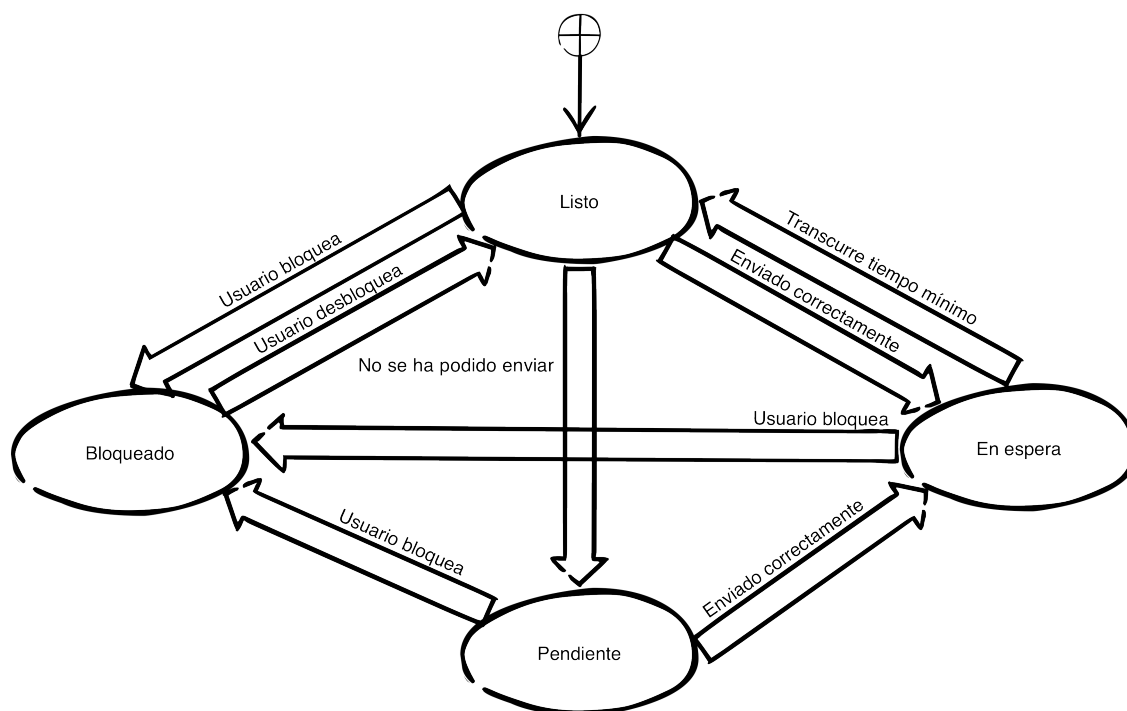 Listo
Usuario bloquea
Usuario desbloquea
Transcurre tiempo mínimo
Enviado correctamente
No se ha podido enviar
Usuario bloquea
Bloqueado
En espera
Usuario bloquea
Enviado correctamente
Pendiente